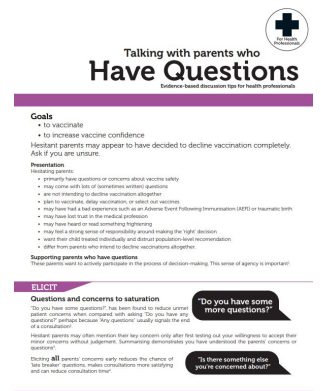 For Health
Professionals
Talking with parents who
Have Questions
Evidence-based discussion tips for health professionals
Goals
• to vaccinate
• to increase vaccine confidence
Hesitant parents may appear to have decided to decline vaccination completely.
Ask if you are unsure.
Presentation
Hesitating parents:
• primarily have questions or concerns about vaccine safety
• may come with lots of (sometimes written) questions
• are not intending to decline vaccination altogether
• plan to vaccinate, delay vaccination, or select out vaccines
• may have had a bad experience such as an Adverse Event Following Immunisation (AEFI) or traumatic birth
• may have lost trust in the medical profession
• may have heard or read something frightening
• may feel a strong sense of responsibility around making the 'right' decision
• want their child treated individually and distrust population-level recomendation
• differ from parents who intend to decline vaccinations altogether.
Supporting parents who have questions
These parents want to actively participate in the process of decision-making. This sense of agency is important!
ELICIT
Questions and concerns to saturation
"Do you have some questions?", has been found to reduce unmet
patient concerns when compared with asking "Do you have any
questions?" perhaps because 'Any questions' usually signals the end
of a consultation¹.
"Do you have some
more questions?"
Hesitant parents may often mention their key concern only after first testing out your willingness to accept their
minor concerns without judgement. Summarizing demonstrates you have understood the parents' concerns or
questions².
Eliciting all parents' concerns early reduces the chance of
'late breaker' questions, makes consultations more satisfying
and can reduce consultation time³.
"Is there something else
you're concerned about?"